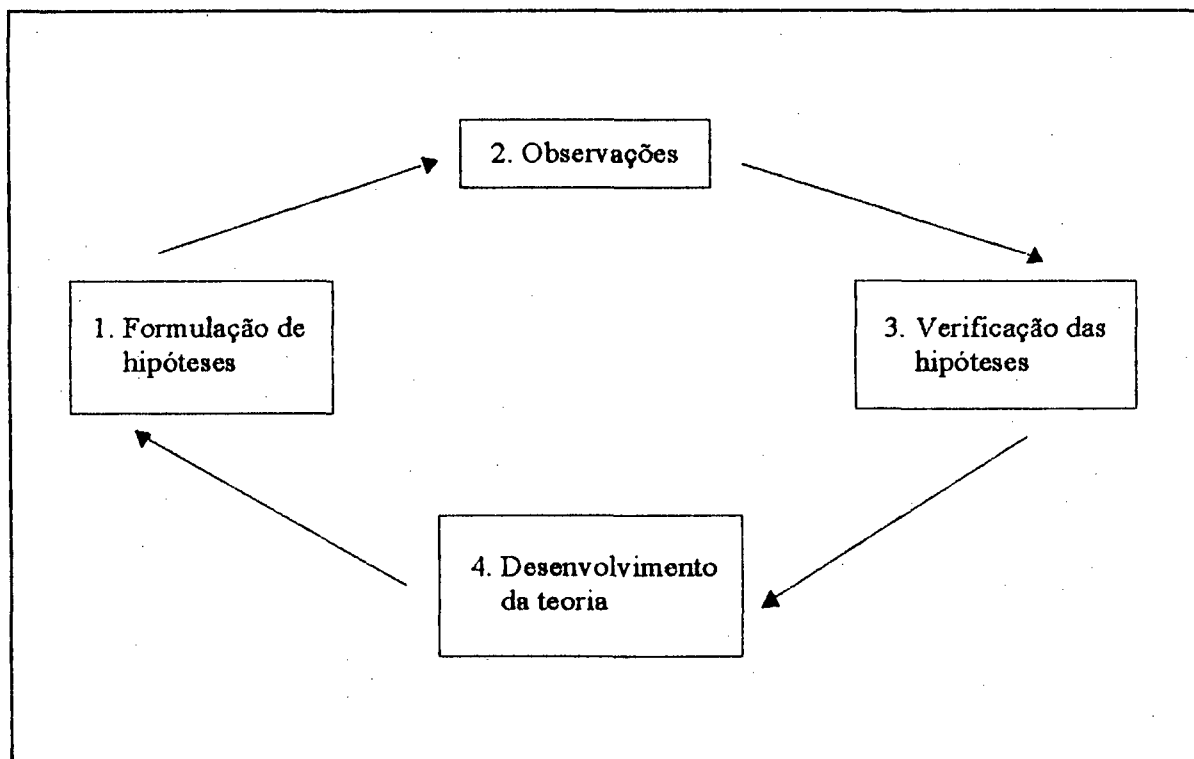 2. Observações
1. Formulação de
hipóteses
3. Verificação das
hipóteses
4. Desenvolvimento
da teoria